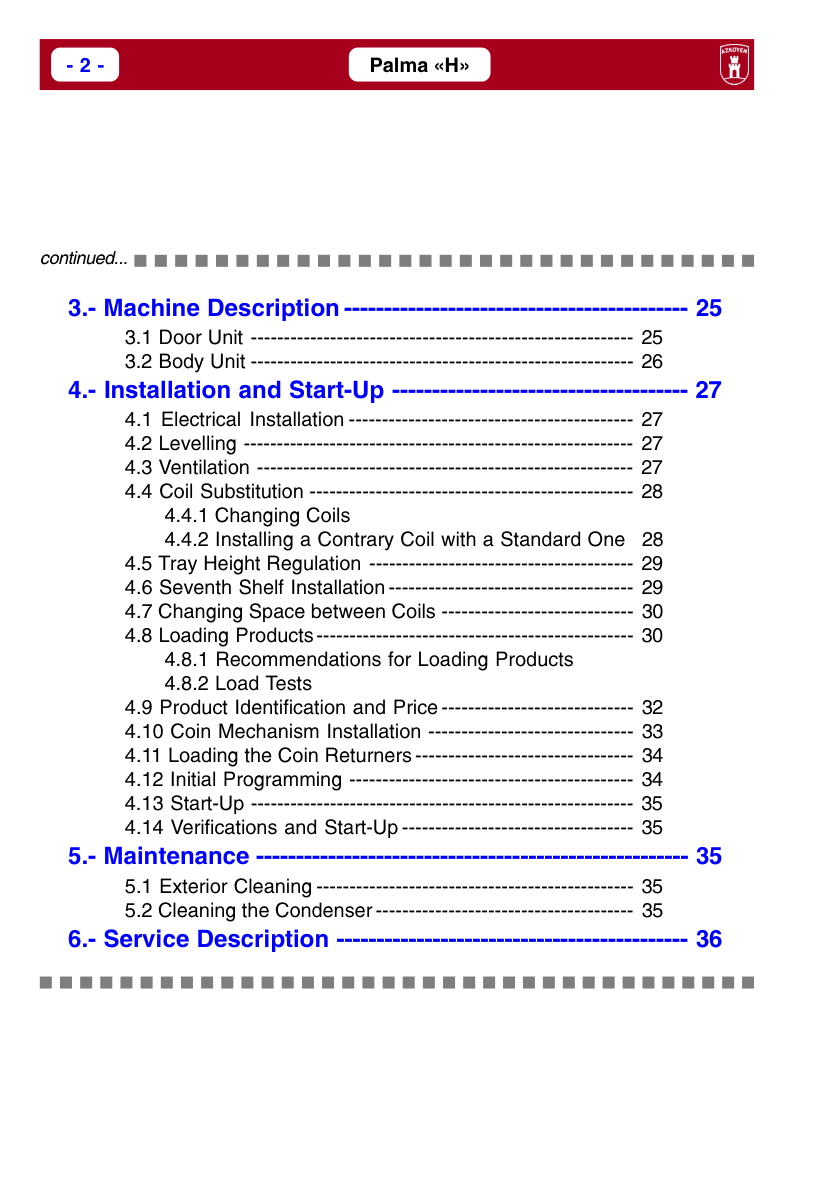 - 2 -
Palma «H»
AZKOYEN
continued...
3.- Machine Description ------------------------------------------- 25
3.1 Door Unit ---------------------------------------------------------- 25
3.2 Body Unit ---------------------------------------------------------- 26
4.- Installation and Start-Up ------------------------------------- 27
4.1 Electrical Installation ------------------------------------------- 27
4.2 Levelling ----------------------------------------------------------- 27
4.3 Ventilation --------------------------------------------------------- 27
4.4 Coil Substitution ------------------------------------------------- 28
4.4.1 Changing Coils
4.4.2 Installing a Contrary Coil with a Standard One 28
4.5 Tray Height Regulation ---------------------------------------- 29
4.6 Seventh Shelf Installation ------------------------------------- 29
4.7 Changing Space between Coils ----------------------------- 30
4.8 Loading Products ------------------------------------------------ 30
4.8.1 Recommendations for Loading Products
4.8.2 Load Tests
4.9 Product Identification and Price ----------------------------- 32
4.10 Coin Mechanism Installation ------------------------------- 33
4.11 Loading the Coin Returners --------------------------------- 34
4.12 Initial Programming ------------------------------------------- 34
4.13 Start-Up ---------------------------------------------------------- 35
4.14 Verifications and Start-Up ----------------------------------- 35
5.- Maintenance ------------------------------------------------------ 35
5.1 Exterior Cleaning ------------------------------------------------ 35
5.2 Cleaning the Condenser --------------------------------------- 35
6.- Service Description -------------------------------------------- 36